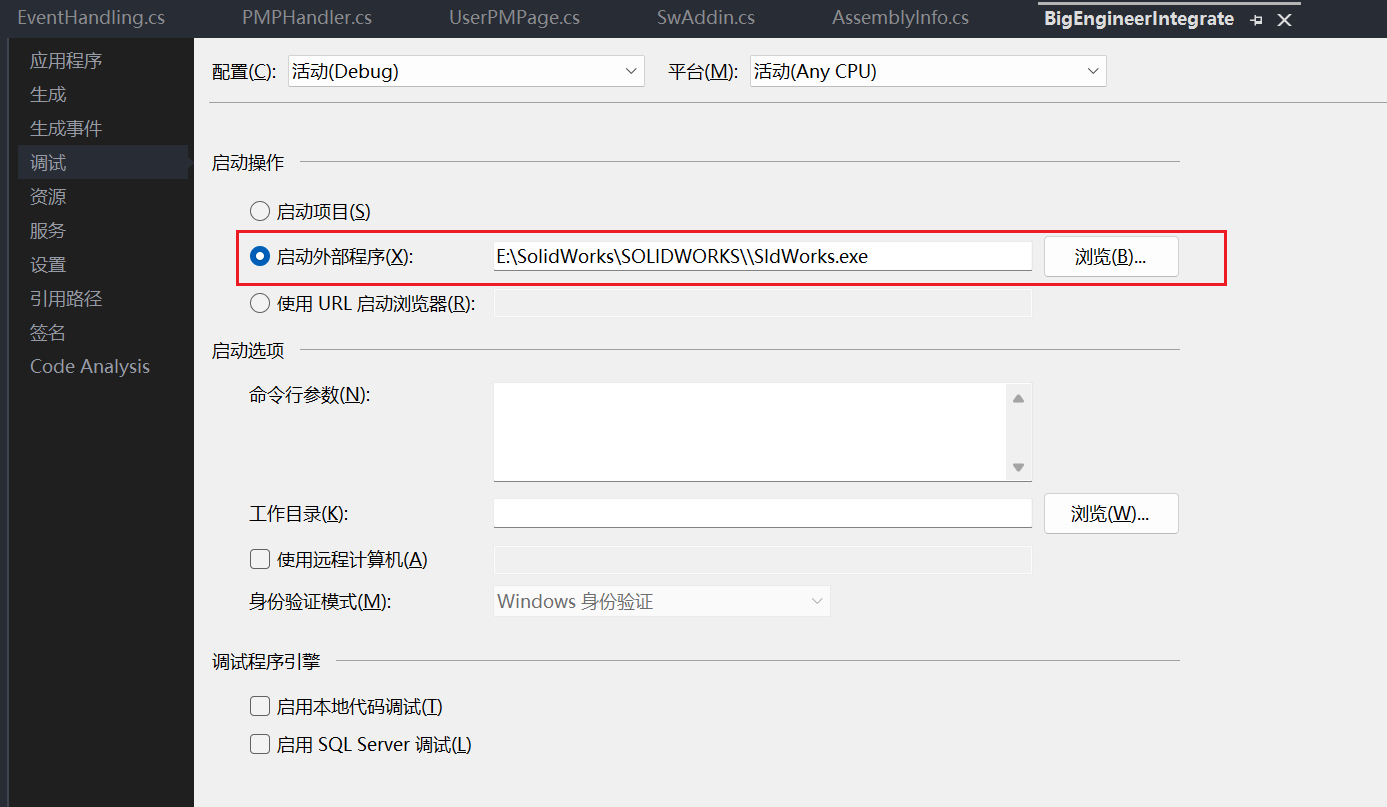 EventHandling.cs PMPHandler.cs UserPMPage.cs SwAddin.cs AssemblyInfo.cs BigEngineerIntegrate
应用程序
生成
生成事件
调试
资源
服务
设置
引用路径
签名
Code Analysis
配置(C): 活动(Debug) 平台(M): 活动(Any CPU)
启动操作
启动项目(S)
启动外部程序(X): E:\SolidWorks\SOLIDWORKS\\SldWorks.exe 浏览(B)...
使用 URL 启动浏览器(R):
启动选项
命令行参数(N):
工作目录(K): 浏览(W)...
使用远程计算机(A)
身份验证模式(M): Windows 身份验证
调试程序引擎
启用本地代码调试(T)
启用 SQL Server 调试(L)